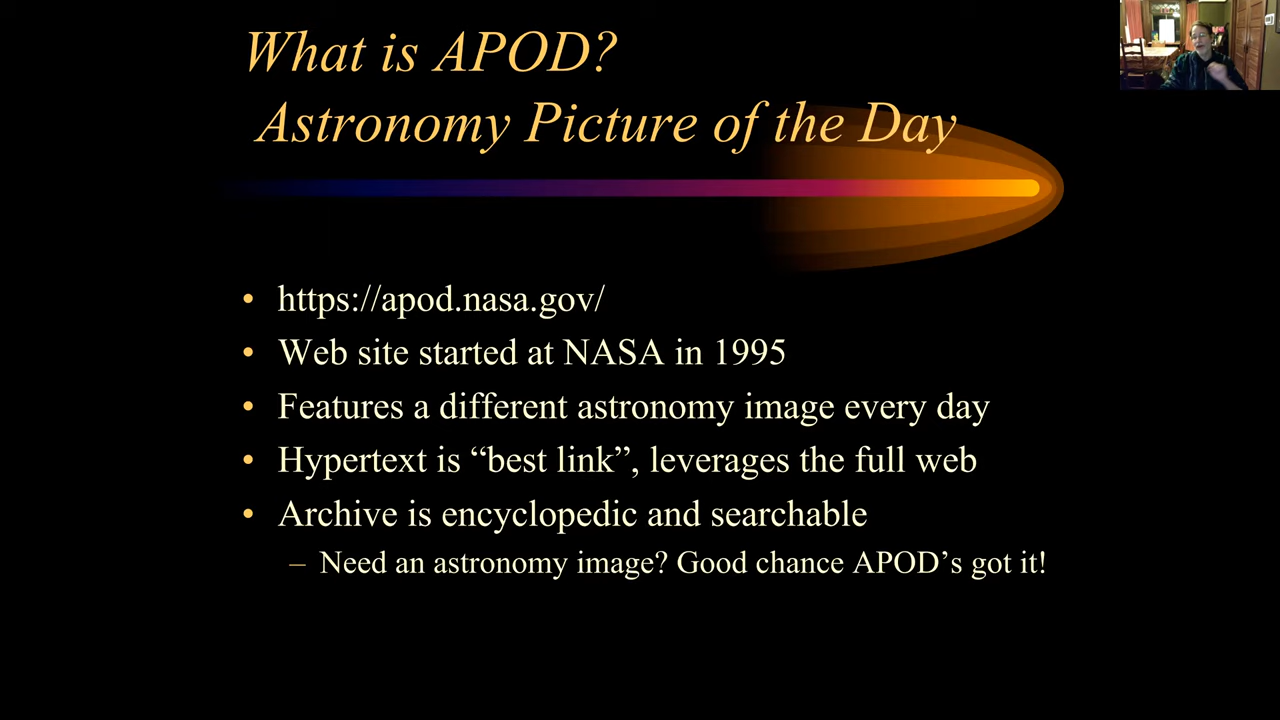 What is APOD?
Astronomy Picture of the Day
• https://apod.nasa.gov/
• Web site started at NASA in 1995
• Features a different astronomy image every day
• Hypertext is “best link”, leverages the full web
• Archive is encyclopedic and searchable
– Need an astronomy image? Good chance APOD’s got it!